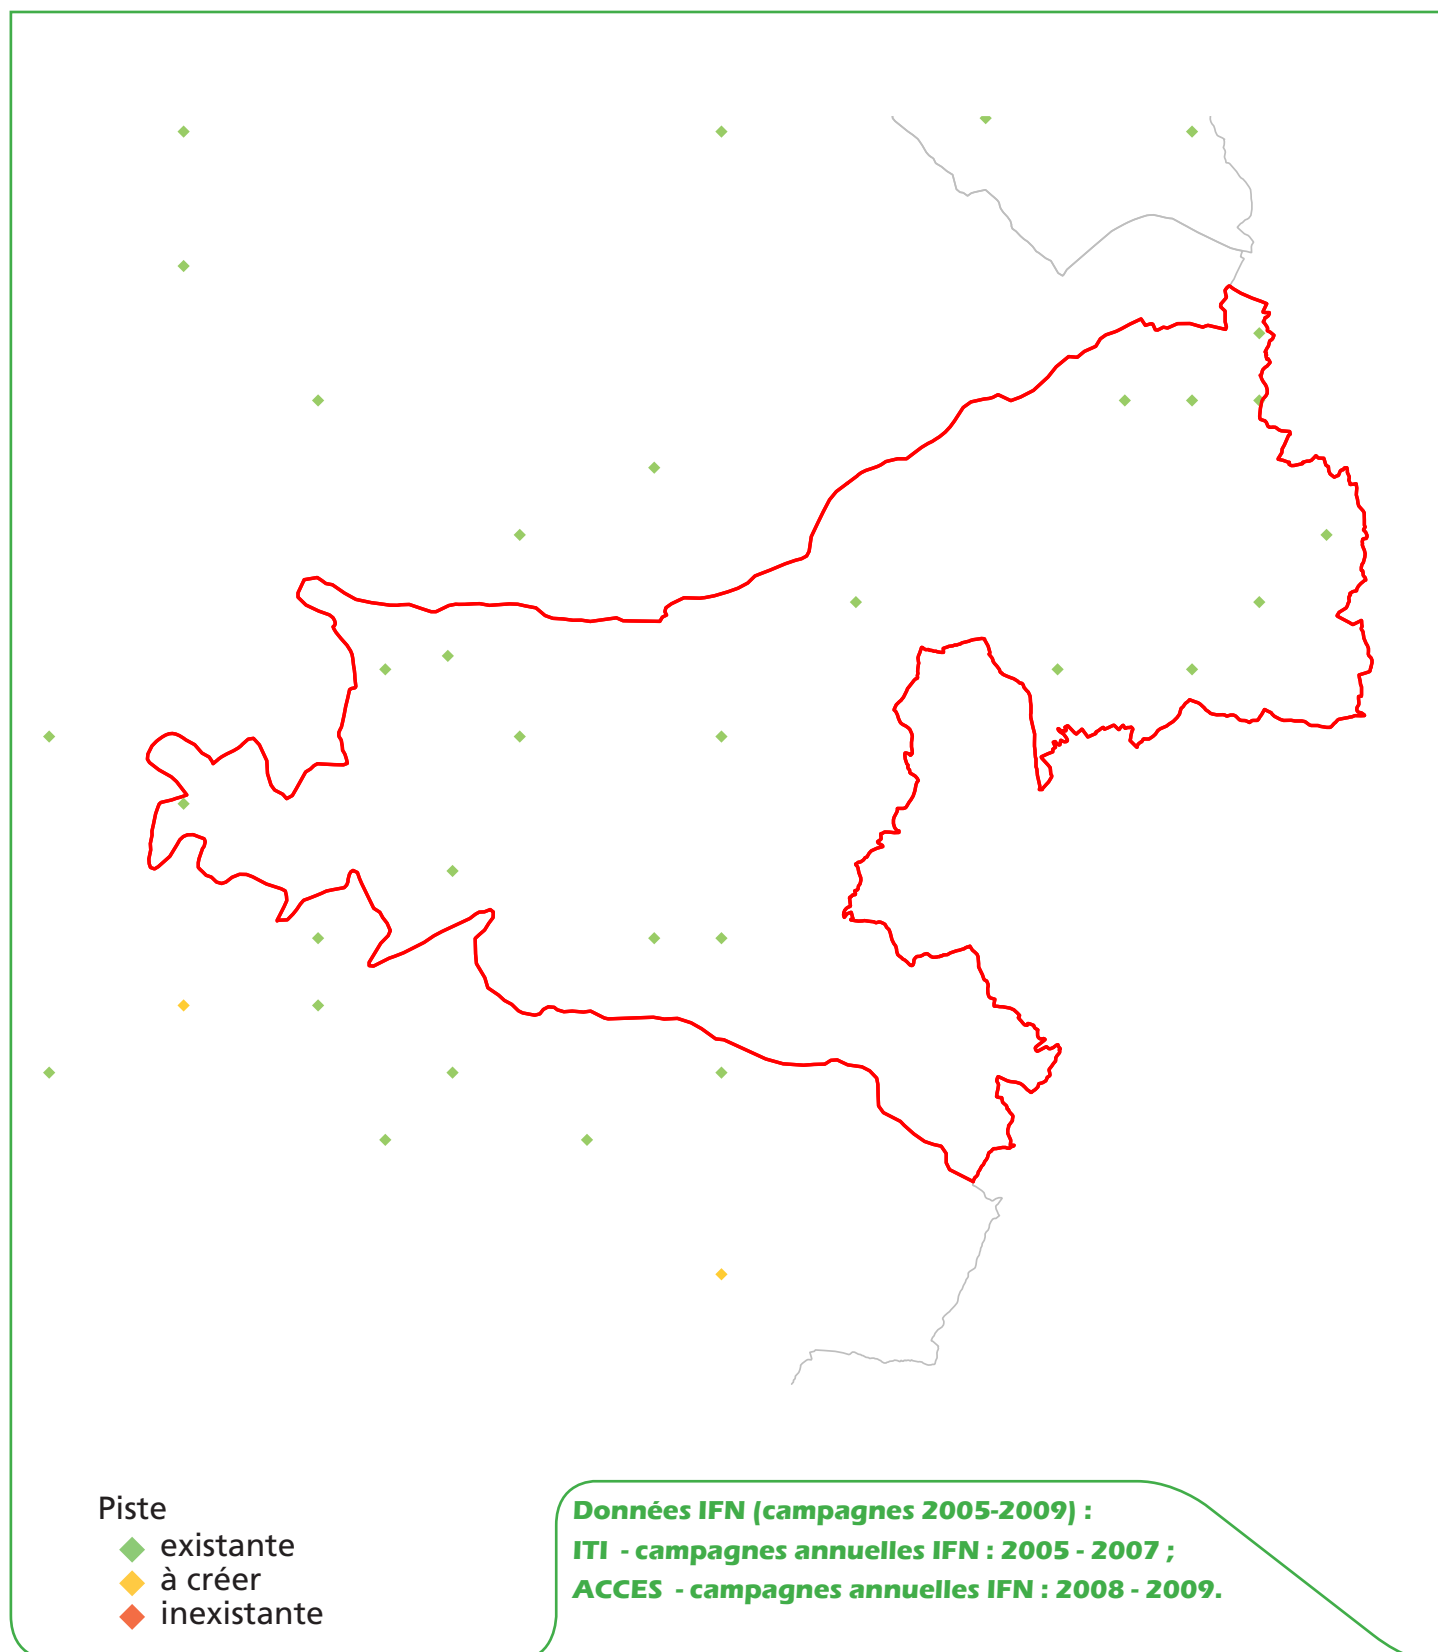 Piste
existante
à créer
inexistante
Données IFN (campagnes 2005-2009) :
ITI - campagnes annuelles IFN : 2005 - 2007 ;
ACCES - campagnes annuelles IFN : 2008 - 2009.